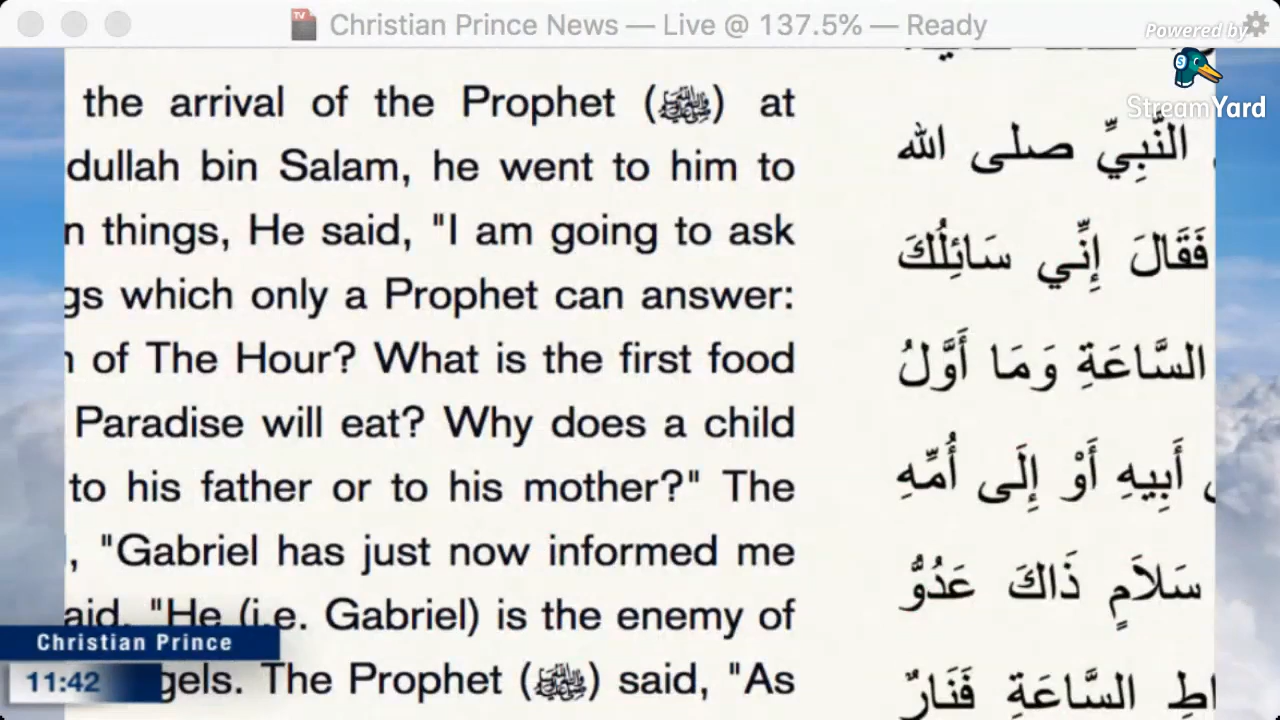 Christian Prince News — Live @ 137.5% — Ready
Powered by
StreamYard
the arrival of the Prophet (ﷺ) at
dullah bin Salam, he went to him to
n things, He said, "I am going to ask
gs which only a Prophet can answer:
of The Hour? What is the first food
Paradise will eat? Why does a child
to his father or to his mother?" The
, "Gabriel has just now informed me
aid, "He (i.e. Gabriel) is the enemy of
gels. The Prophet (ﷺ) said, "As
النَّبِيِّ صلى الله
فَقَالَ إِنِّي سَائِلُكَ
السَّاعَةِ وَمَا أَوَّلُ
أَبِيهِ أَوْ إِلَى أُمِّهِ
سَلاَمٍ ذَاكَ عَدُوُّ
اطِ السَّاعَةِ فَنَارٌ
Christian Prince
11:42